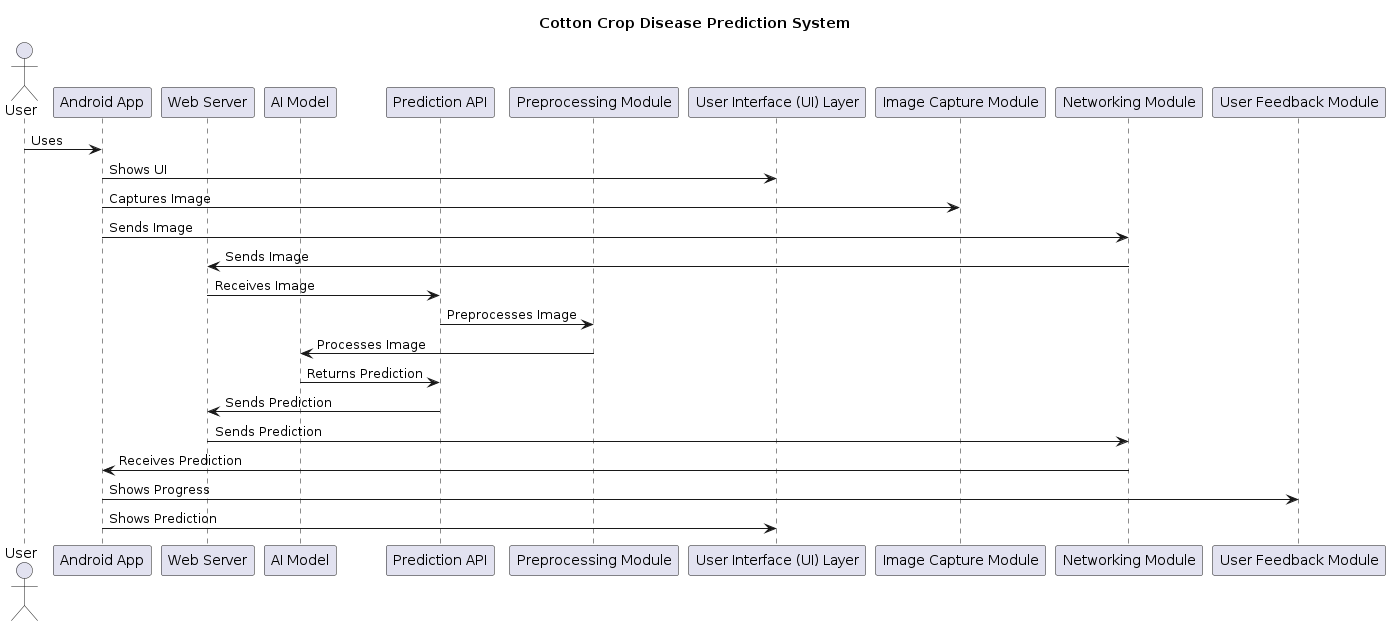 Cotton Crop Disease Prediction System
User
Android App
Web Server
AI Model
Prediction API
Preprocessing Module
User Interface (UI) Layer
Image Capture Module
Networking Module
User Feedback Module
Uses
Shows UI
Captures Image
Sends Image
Sends Image
Receives Image
Preprocesses Image
Processes Image
Returns Prediction
Sends Prediction
Sends Prediction
Receives Prediction
Shows Progress
Shows Prediction
User
Android App
Web Server
AI Model
Prediction API
Preprocessing Module
User Interface (UI) Layer
Image Capture Module
Networking Module
User Feedback Module